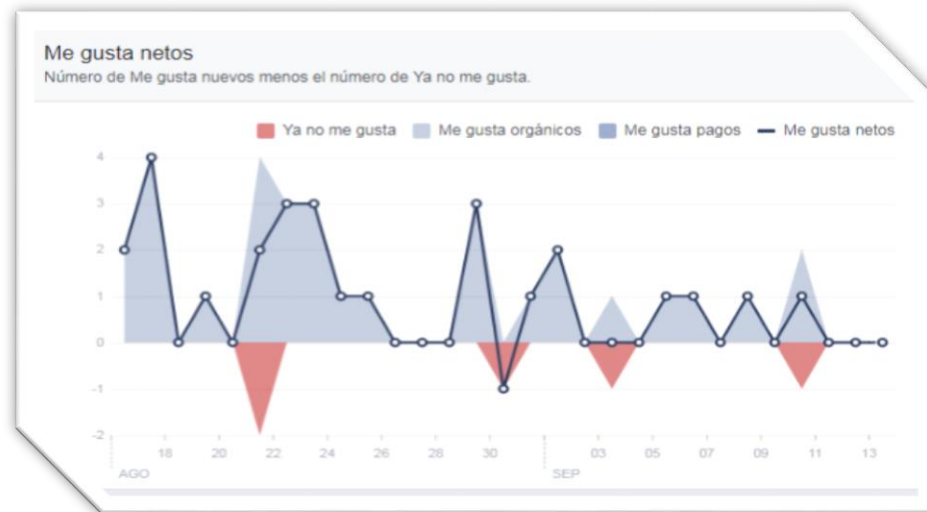 Me gusta netos
Número de Me gusta nuevos menos el número de Ya no me gusta.
Ya no me gusta Me gusta orgánicos Me gusta pagos Me gusta netos
4
3
2
1
0
-1
-2
18 20 22 24 26 28 30 03 05 07 09 11 13
AGO SEP